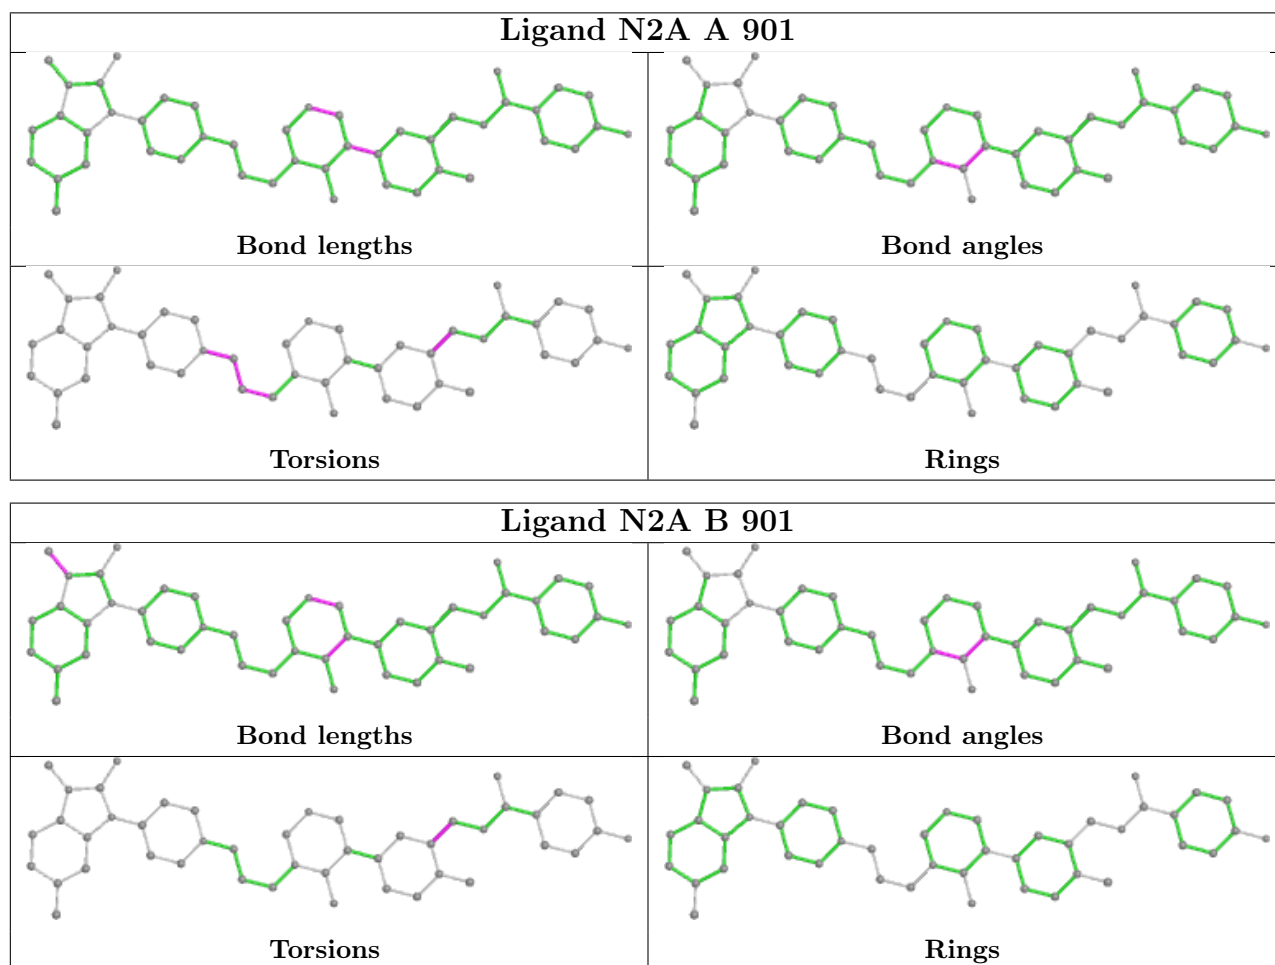 Ligand N2A A 901
Bond lengths
Bond angles
Torsions
Rings
Ligand N2A B 901
Bond lengths
Bond angles
Torsions
Rings